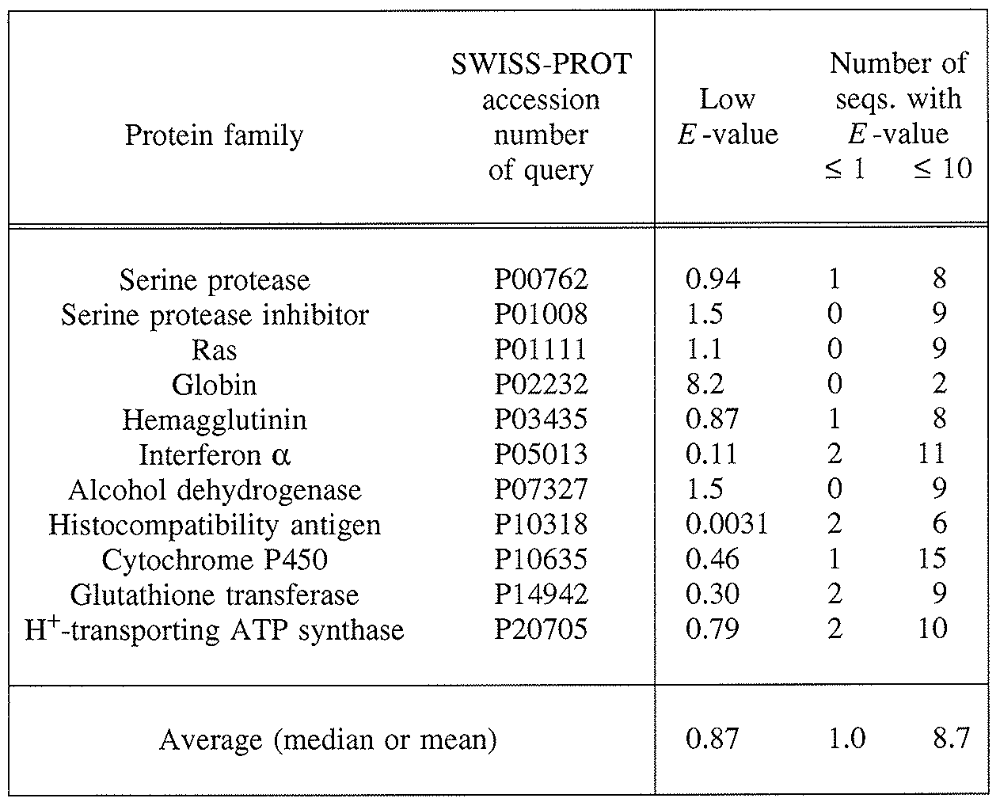 SWISS-PROT Number of
accession Low seqs. with
Protein family number E-value E-value
of query ≤ 1 ≤ 10
Serine protease P00762 0.94 1 8
Serine protease inhibitor P01008 1.5 0 9
Ras P01111 1.1 0 9
Globin P02232 8.2 0 2
Hemagglutinin P03435 0.87 1 8
Interferon α P05013 0.11 2 11
Alcohol dehydrogenase P07327 1.5 0 9
Histocompatibility antigen P10318 0.0031 2 6
Cytochrome P450 P10635 0.46 1 15
Glutathione transferase P14942 0.30 2 9
H⁺-transporting ATP synthase P20705 0.79 2 10
Average (median or mean) 0.87 1.0 8.7